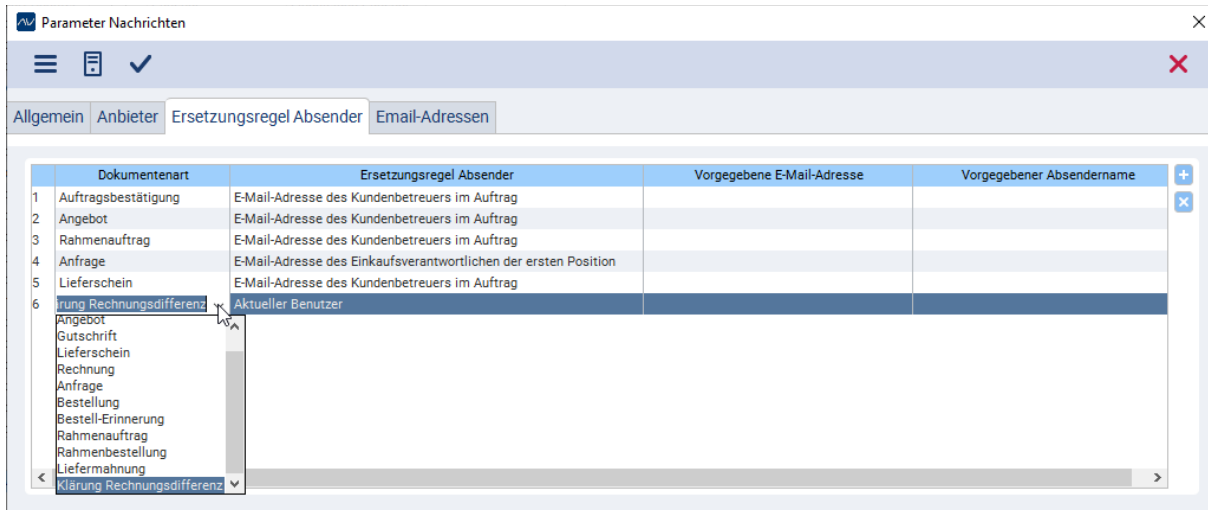 Parameter Nachrichten
Allgemein Anbieter Ersetzungsregel Absender Email-Adressen
Dokumentenart Ersetzungsregel Absender Vorgegebene E-Mail-Adresse Vorgegebener Absendername
1 Auftragsbestätigung E-Mail-Adresse des Kundenbetreuers im Auftrag
2 Angebot E-Mail-Adresse des Kundenbetreuers im Auftrag
3 Rahmenauftrag E-Mail-Adresse des Kundenbetreuers im Auftrag
4 Anfrage E-Mail-Adresse des Einkaufsverantwortlichen der ersten Position
5 Lieferschein E-Mail-Adresse des Kundenbetreuers im Auftrag
6 irung Rechnungsdifferenz Aktueller Benutzer
Angebot
Gutschrift
Lieferschein
Rechnung
Anfrage
Bestellung
Bestell-Erinnerung
Rahmenauftrag
Rahmenbestellung
Liefermahnung
Klärung Rechnungsdifferenz